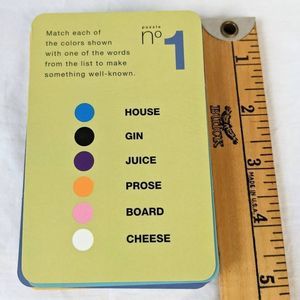 puzzle
nº 1
Match each of
the colors shown
with one of the words
from the list to make
something well-known.
HOUSE
GIN
JUICE
PROSE
BOARD
CHEESE
1
2
3
4
5